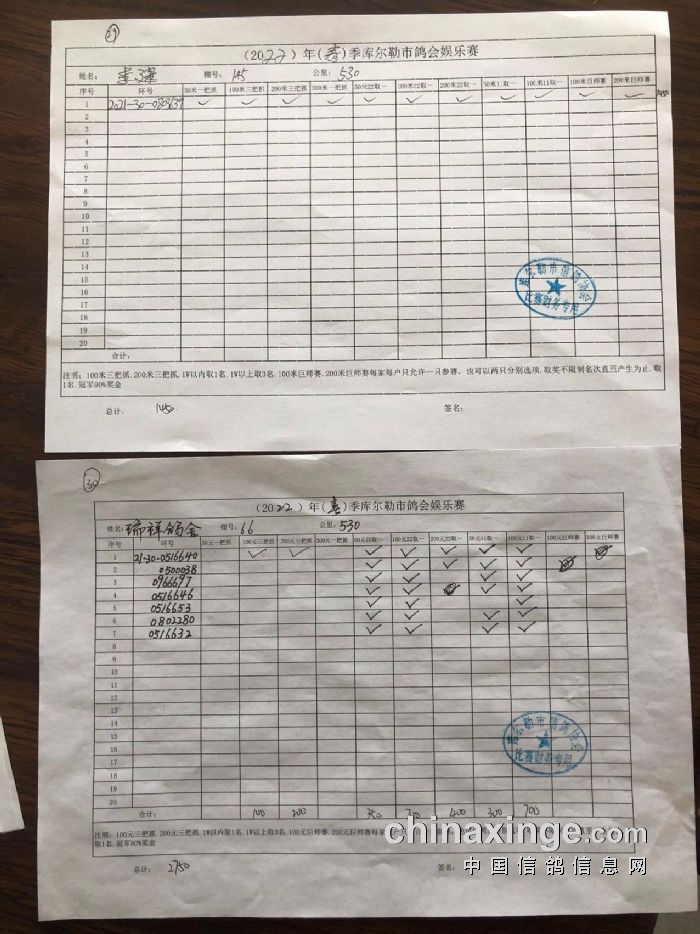 29
(2022) 年(春)季库尔勒市鸽会娱乐赛
姓名： 棚号： 145 公里： 530
序号 环号 50米一把抓 100米三把抓 200米三把抓 300米一把抓 50米22取一 100米22取一 200米22取一 50米11取一 100米11取一 100米巨师赛 200米巨师赛
1 2021-30-0808639 ✓ ✓ ✓ ✓ ✓ ✓ ✓ ✓ ✓ ✓ ✓ 1450
2
3
4
5
6
7
8
9
10
11
12
13
14
15
16
17
18
19
20
合计：
库尔勒市信鸽协会
比赛财务专用
注明：100米三把抓.200米三把抓.1W以内取1名.1W以上取3名.100米巨师赛.200米巨师赛每家每户只允许一只参赛，也可以两只分别选项.取奖不限制名次直至产生为止.取
1名.冠军90%奖金
总计： 1450 签名：
30
(2022) 年(春)季库尔勒市鸽会娱乐赛
姓名：瑞祥鸽舍 棚号：66 公里：530
序号 环号 50元一把抓 100元三把抓 200元三把抓 200元一把抓 50元22取一 100元22取一 200元22取一 50元11取一 100元11取一 100元巨师赛 200元巨师赛
1 21-30-0516640 ✓ ✓ ✓ ✓ ✓ ✓ ✓
2 0500038 ✓ ✓ ✓ ✓ ✓
3 0966697 ✓ ✓ ✓ ✓ ✓
4 0516646 ✓ ✓ ✓ ✓
5 0516653 ✓ ✓ ✓
6 0802280 ✓ ✓ ✓ ✓
7 0516632 ✓ ✓ ✓ ✓
8
9
10
11
12
13
14
15
16
17
18
19
20
库尔勒市信鸽协会
比赛财务专用
合计： 100 200 350 400 300 700
注明：100元三把抓.200元三把抓.1W以内取1名.1W以上取3名.100元巨师赛.200元巨师赛每家
取1名.冠军90%奖金
chinaxinge.com
中国信鸽信息网
总计： 2750 签名：